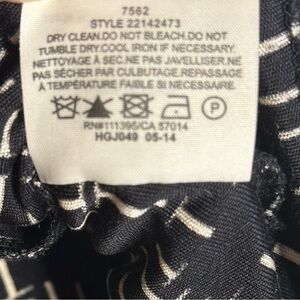 7562
STYLE 22142473
DRY CLEAN.DO NOT BLEACH.DO NOT
TUMBLE DRY.COOL IRON IF NECESSARY.
NETTOYAGE À SEC.NE PAS JAVELLISER.NE
PAS SÉCHER PAR CULBUTAGE.REPASSAGE
À TEMPÉRATURE FAIBLE SI NECESSAIRE.
P
RN#111395/CA 57014
HGJ049 05-14